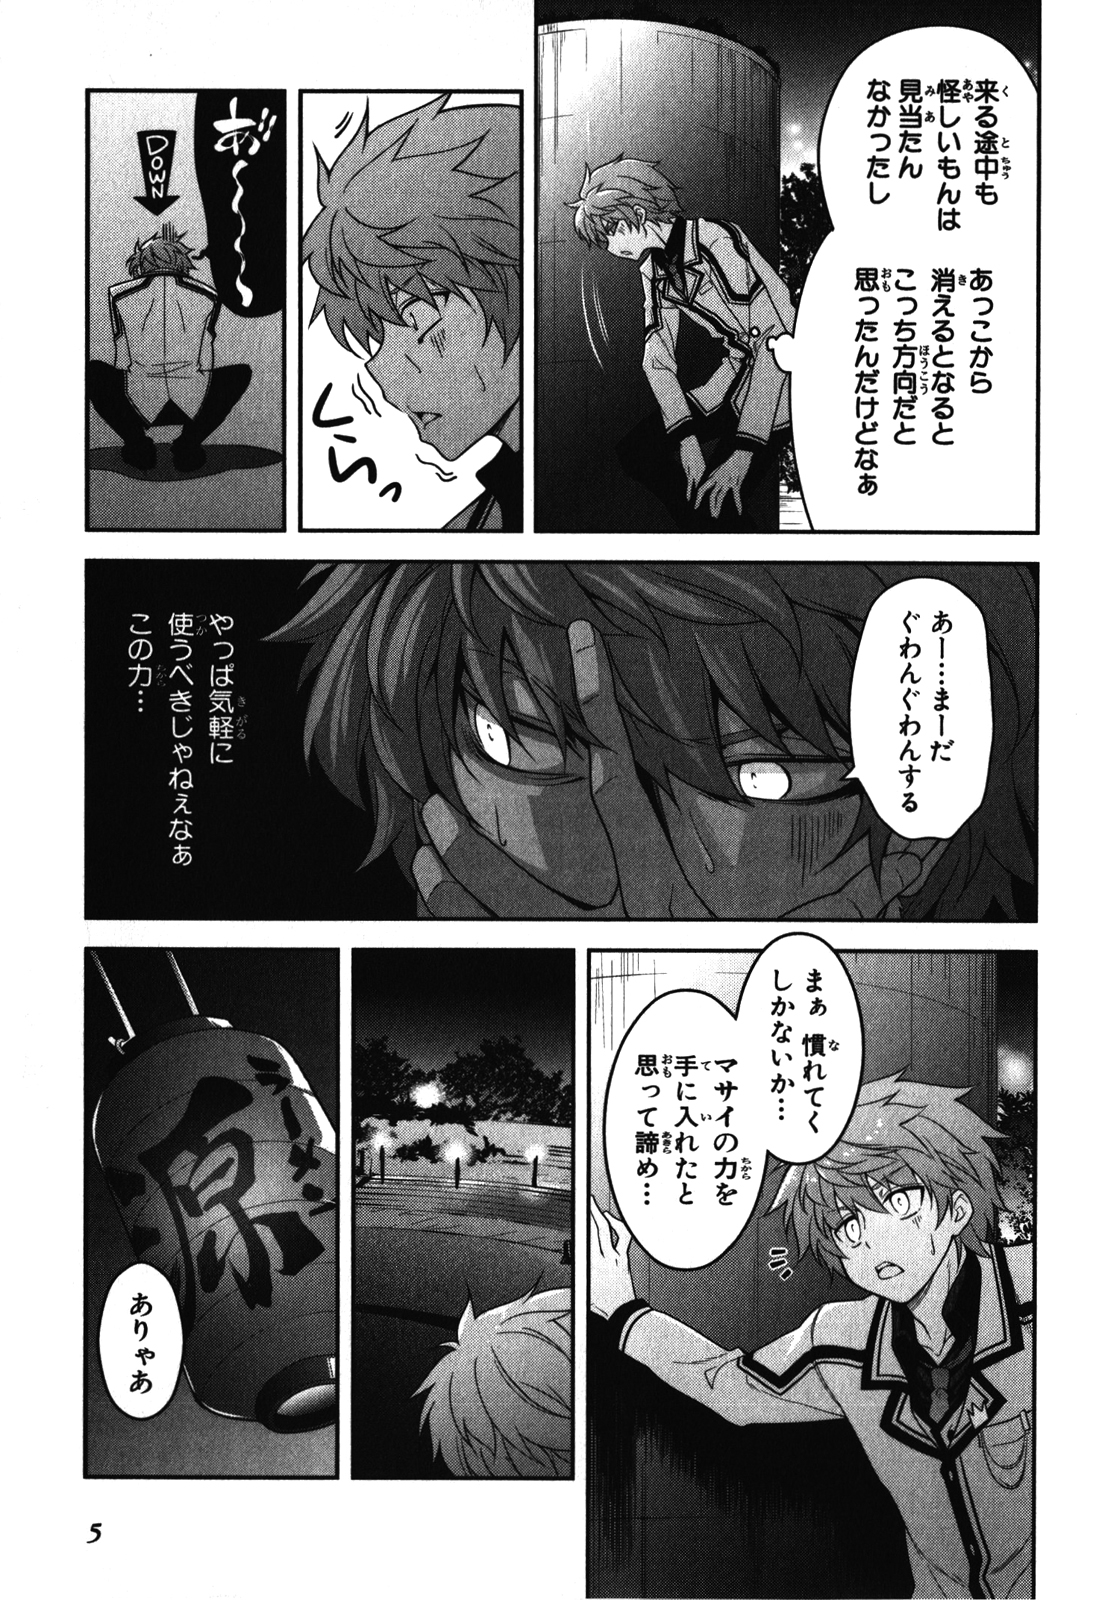 来る途中も
怪しいもんは
見当たん
なかったし
あっこから
消えるとなると
こっち方向だと
思ったんだけどなぁ
くらっ
あ゛〜〜〜
DOWN
あー…まーだ
ぐわんぐわんする
やっぱ気軽に
使うべきじゃねぇなぁ
この力…
まぁ 慣れてく
しかないか…
マサイの力を
手に入れたと
思って諦め…
ラーメン
源
ありゃあ
5